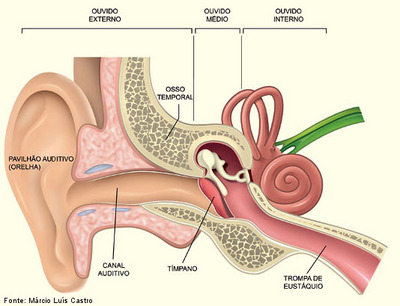 OUVIDO
EXTERNO
OUVIDO
MÉDIO
OUVIDO
INTERNO
OSSO
TEMPORAL
PAVILHÃO AUDITIVO
(ORELHA)
CANAL
AUDITIVO
TÍMPANO
TROMPA DE
EUSTÁQUIO
Fonte: Márcio Luís Castro